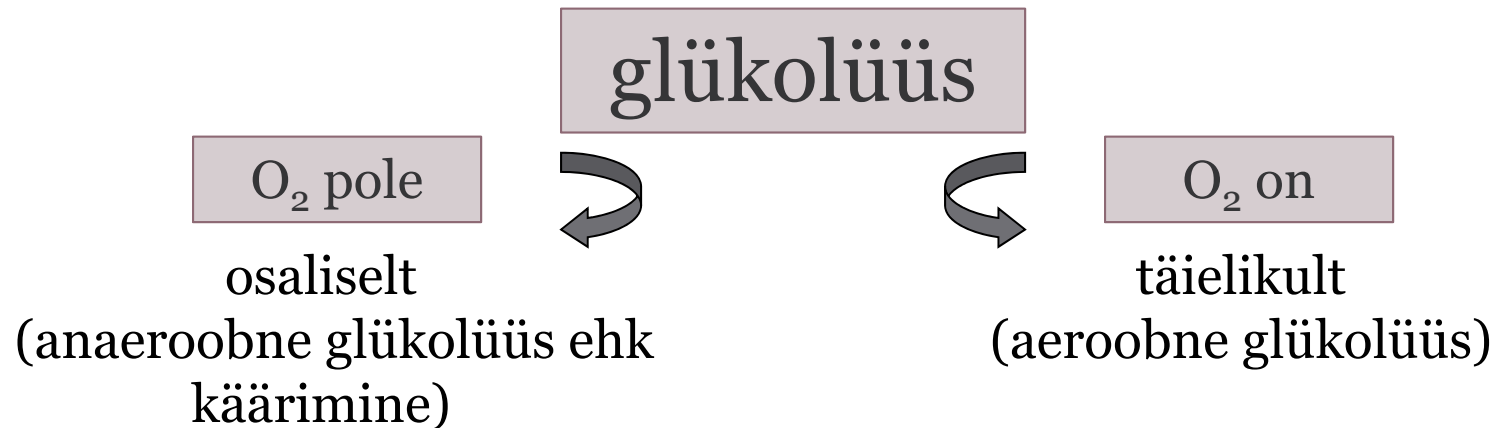 glükolüüs
O₂ pole
osaliselt
(anaeroobne glükolüüs ehk
käärimine)
O₂ on
täielikult
(aeroobne glükolüüs)